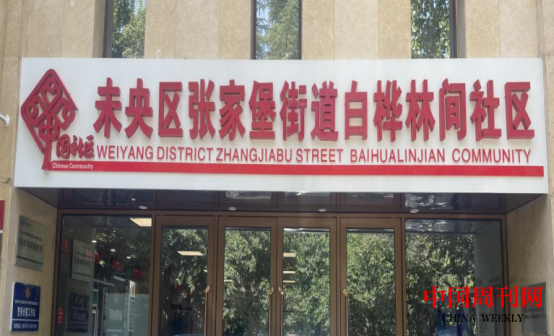 未央区张家堡街道白桦林间社区
中国社区 WEIYANG DISTRICT ZHANGJIABU STREET BAIHUALINJIAN COMMUNITY
Chinese Community
中国周刊网
CHINA WEEKLY